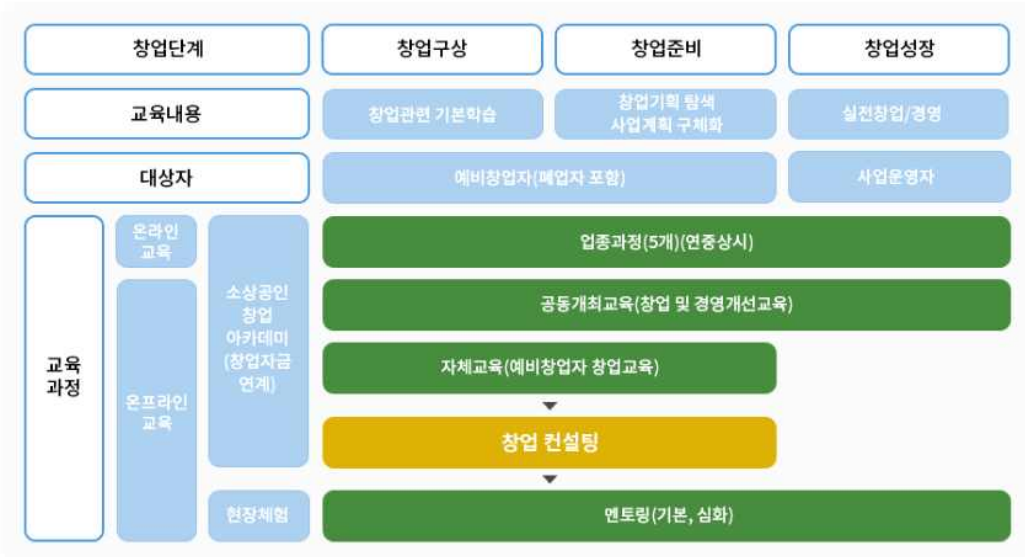 창업단계
창업구상
창업준비
창업성장
교육내용
창업관련 기본학습
창업기획 탐색
사업계획 구체화
실전창업/경영
대상자
예비창업자(폐업자 포함)
사업운영자
교육
과정
온라인
교육
온프라인
교육
소상공인
창업
아카데미
(창업자금
연계)
현장체험
업종과정(5개)(연중상시)
공동개최교육(창업 및 경영개선교육)
자체교육(예비창업자 창업교육)
창업 컨설팅
멘토링(기본, 심화)